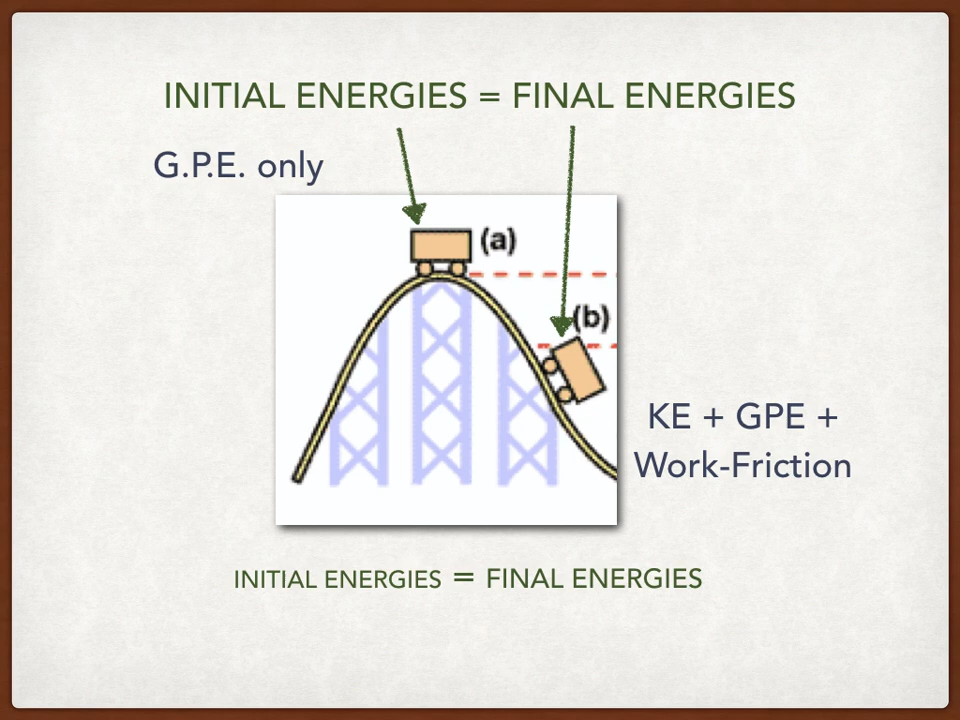 INITIAL ENERGIES = FINAL ENERGIES
G.P.E. only
(a)
(b)
KE + GPE +
Work-Friction
INITIAL ENERGIES = FINAL ENERGIES